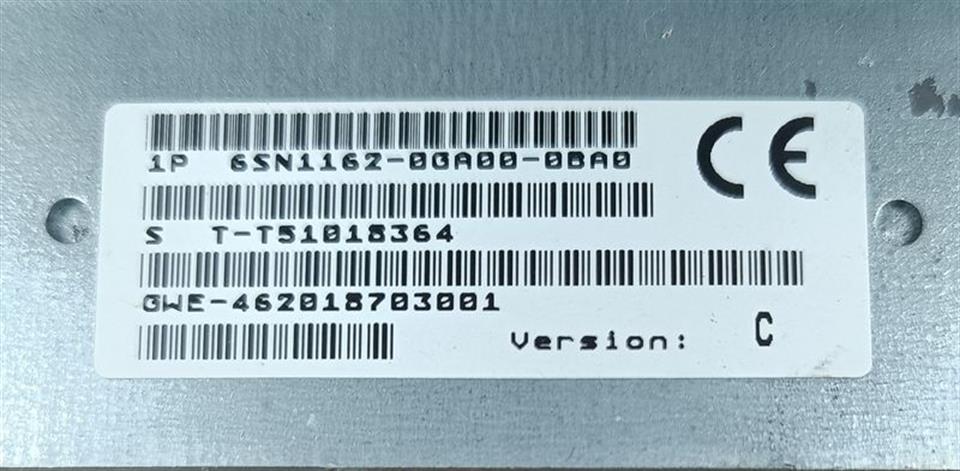 1P 6SN1162-0GA00-0BA0
CE
S T-T51018364
GWE-462018703001
Version: C